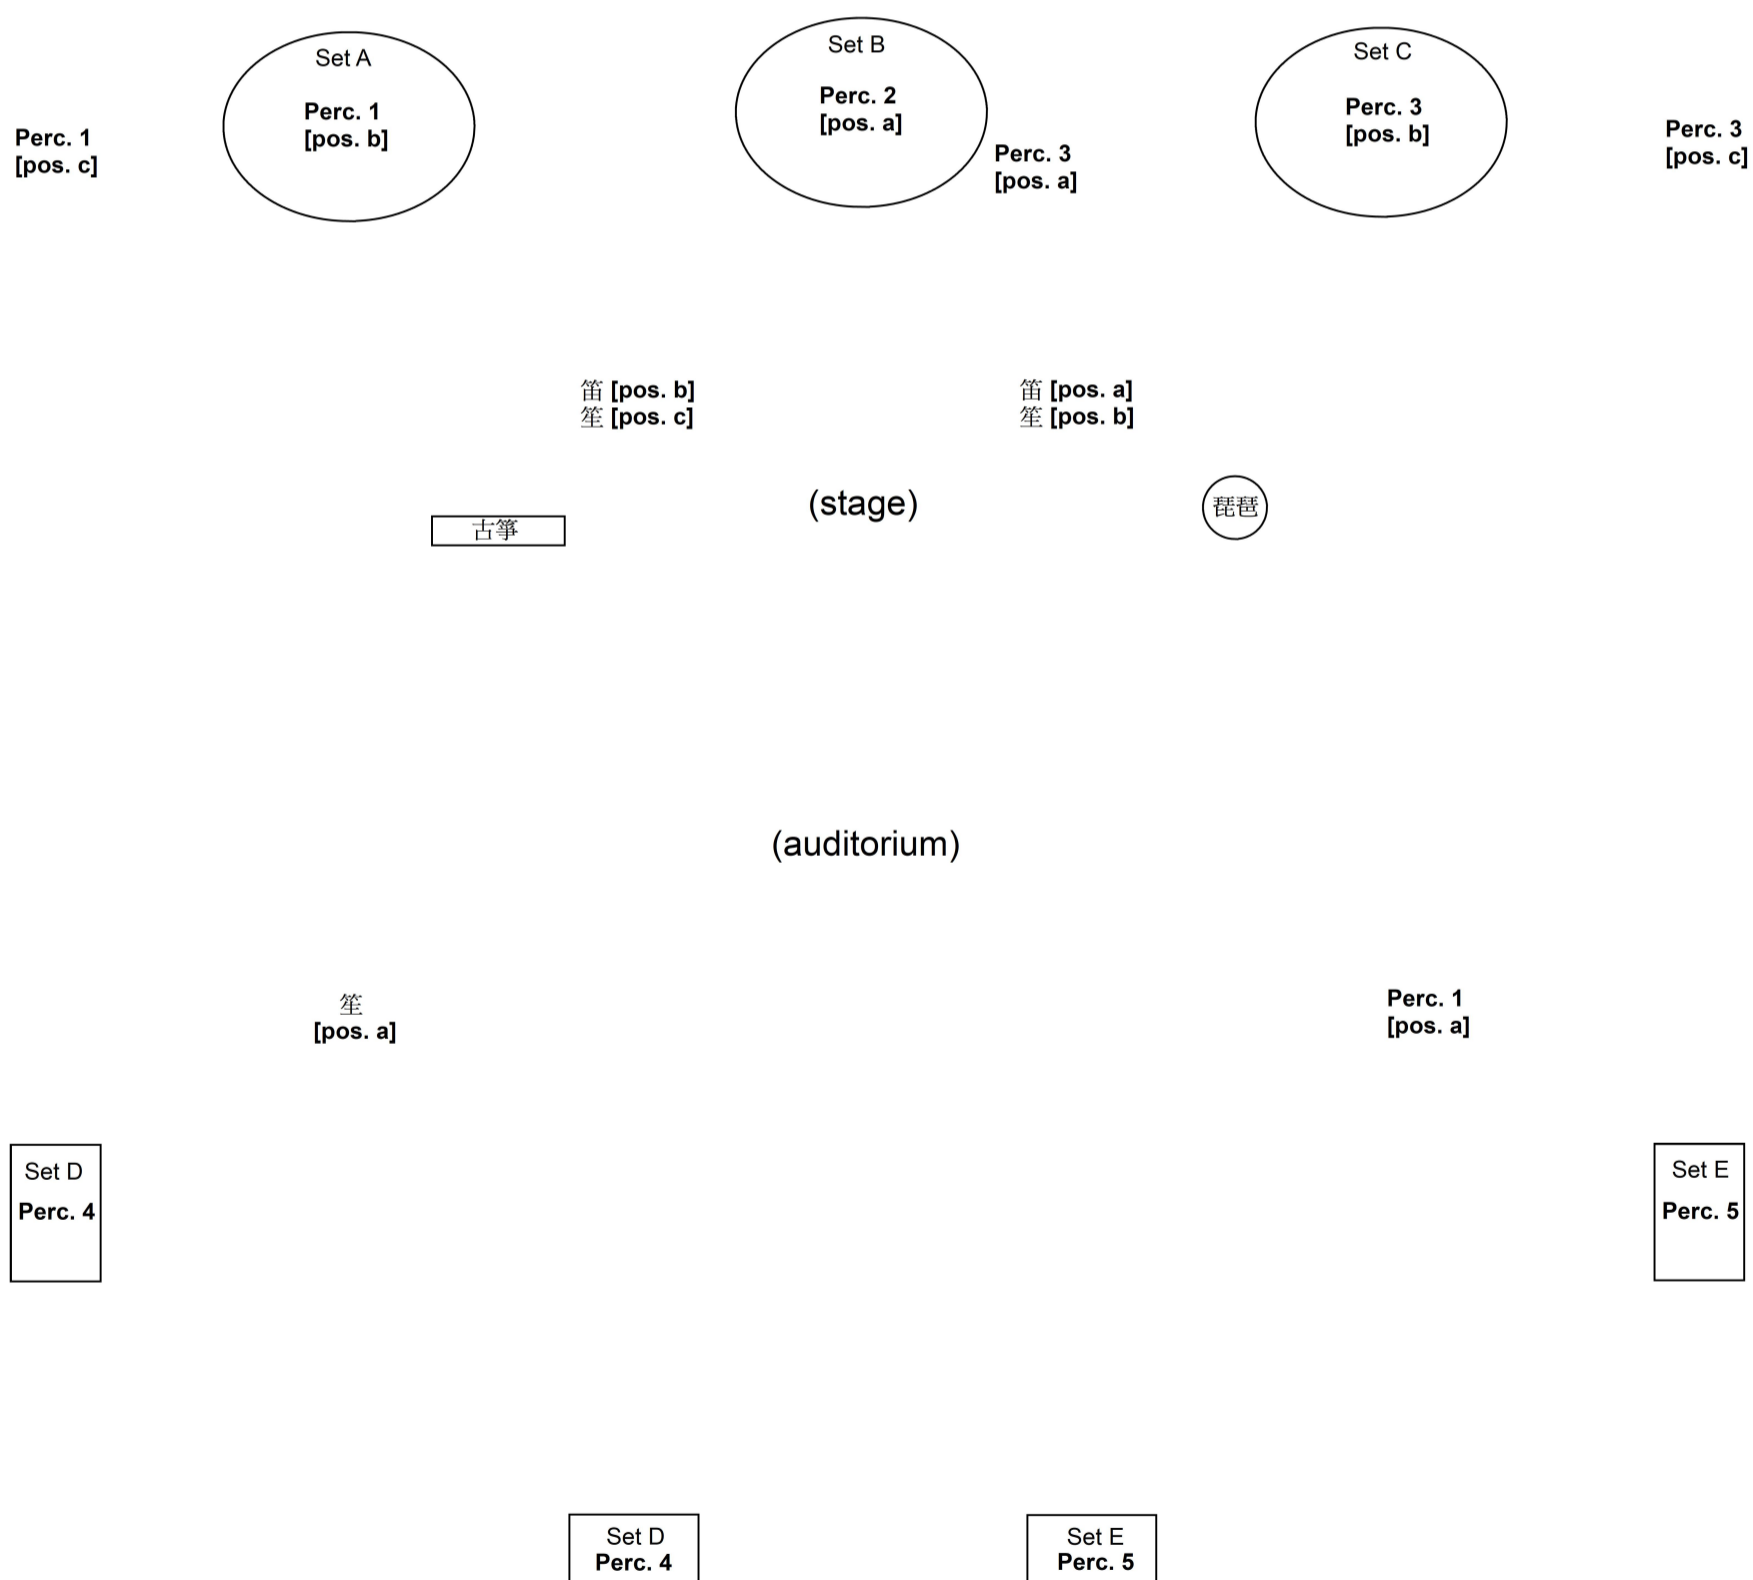 Set A
Perc. 1
[pos. b]
Set B
Perc. 2
[pos. a]
Set C
Perc. 3
[pos. b]
Perc. 1
[pos. c]
Perc. 3
[pos. a]
Perc. 3
[pos. c]
笛 [pos. b]
笙 [pos. c]
笛 [pos. a]
笙 [pos. b]
(stage)
古箏
琵琶
(auditorium)
笙
[pos. a]
Perc. 1
[pos. a]
Set D
Perc. 4
Set E
Perc. 5
Set D
Perc. 4
Set E
Perc. 5